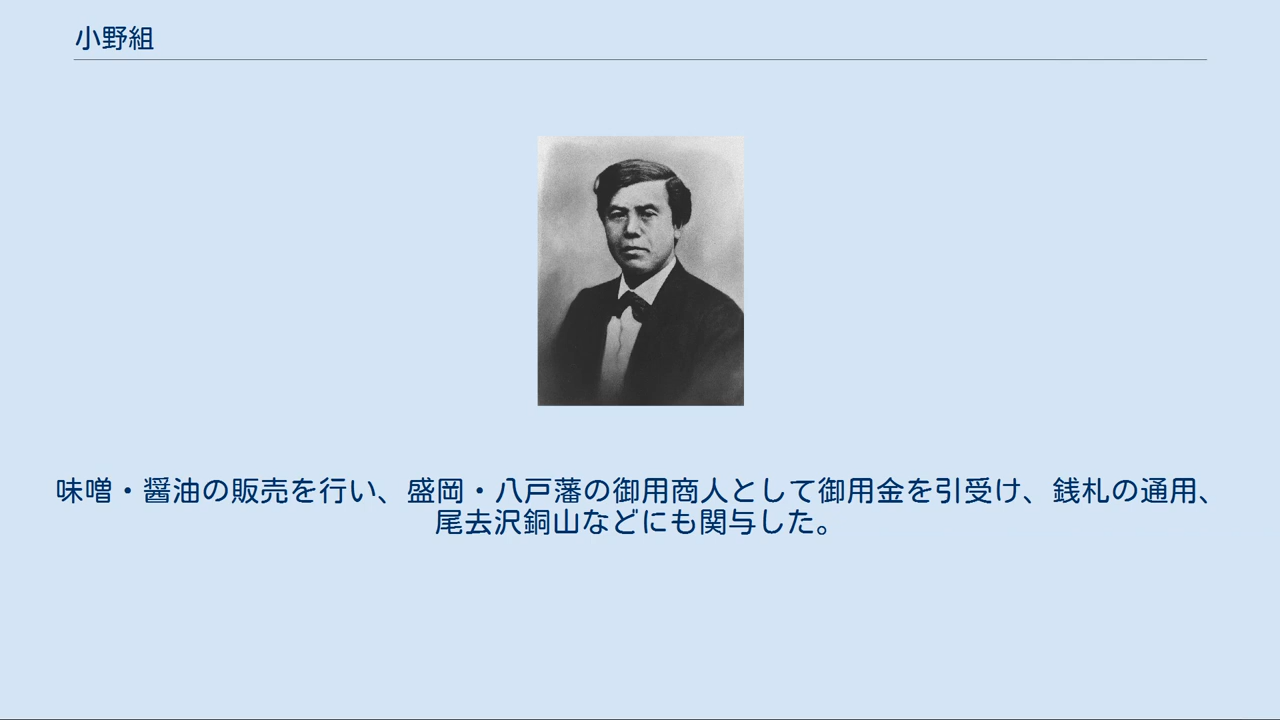 小野組
味噌・醤油の販売を行い、盛岡・八戸藩の御用商人として御用金を引受け、銭札の通用、
尾去沢銅山などにも関与した。